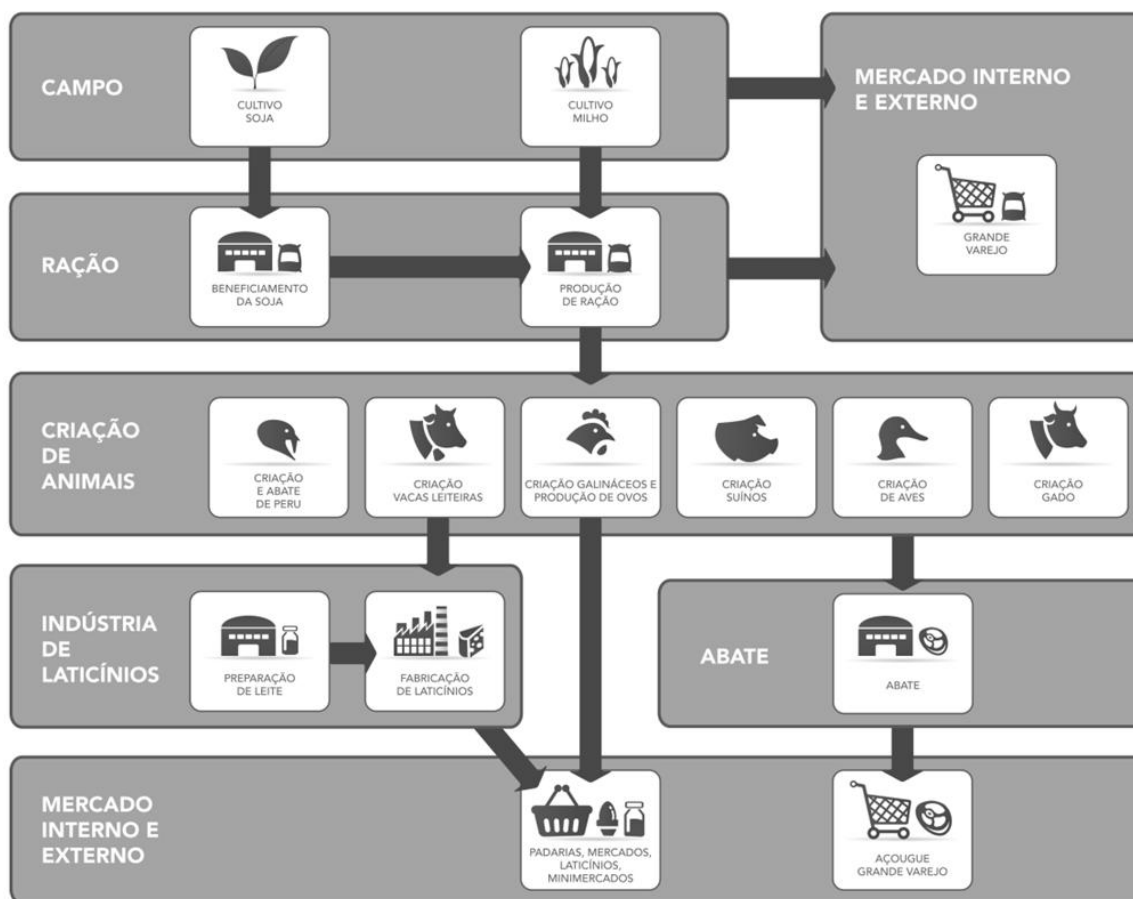 CAMPO
CULTIVO
SOJA
CULTIVO
MILHO
MERCADO INTERNO
E EXTERNO
GRANDE
VAREJO
RAÇÃO
BENEFICIAMENTO
DA SOJA
PRODUÇÃO
DE RAÇÃO
CRIAÇÃO
DE
ANIMAIS
CRIAÇÃO
E ABATE
DE PERU
CRIAÇÃO
VACAS LEITEIRAS
CRIAÇÃO GALINÁCEOS E
PRODUÇÃO DE OVOS
CRIAÇÃO
SUÍNOS
CRIAÇÃO
DE AVES
CRIAÇÃO
GADO
INDÚSTRIA
DE
LATICÍNIOS
PREPARAÇÃO
DE LEITE
FABRICAÇÃO
DE LATICÍNIOS
ABATE
ABATE
MERCADO
INTERNO E
EXTERNO
PADARIAS, MERCADOS,
LATICÍNIOS,
MINIMERCADOS
AÇOUGUE
GRANDE VAREJO